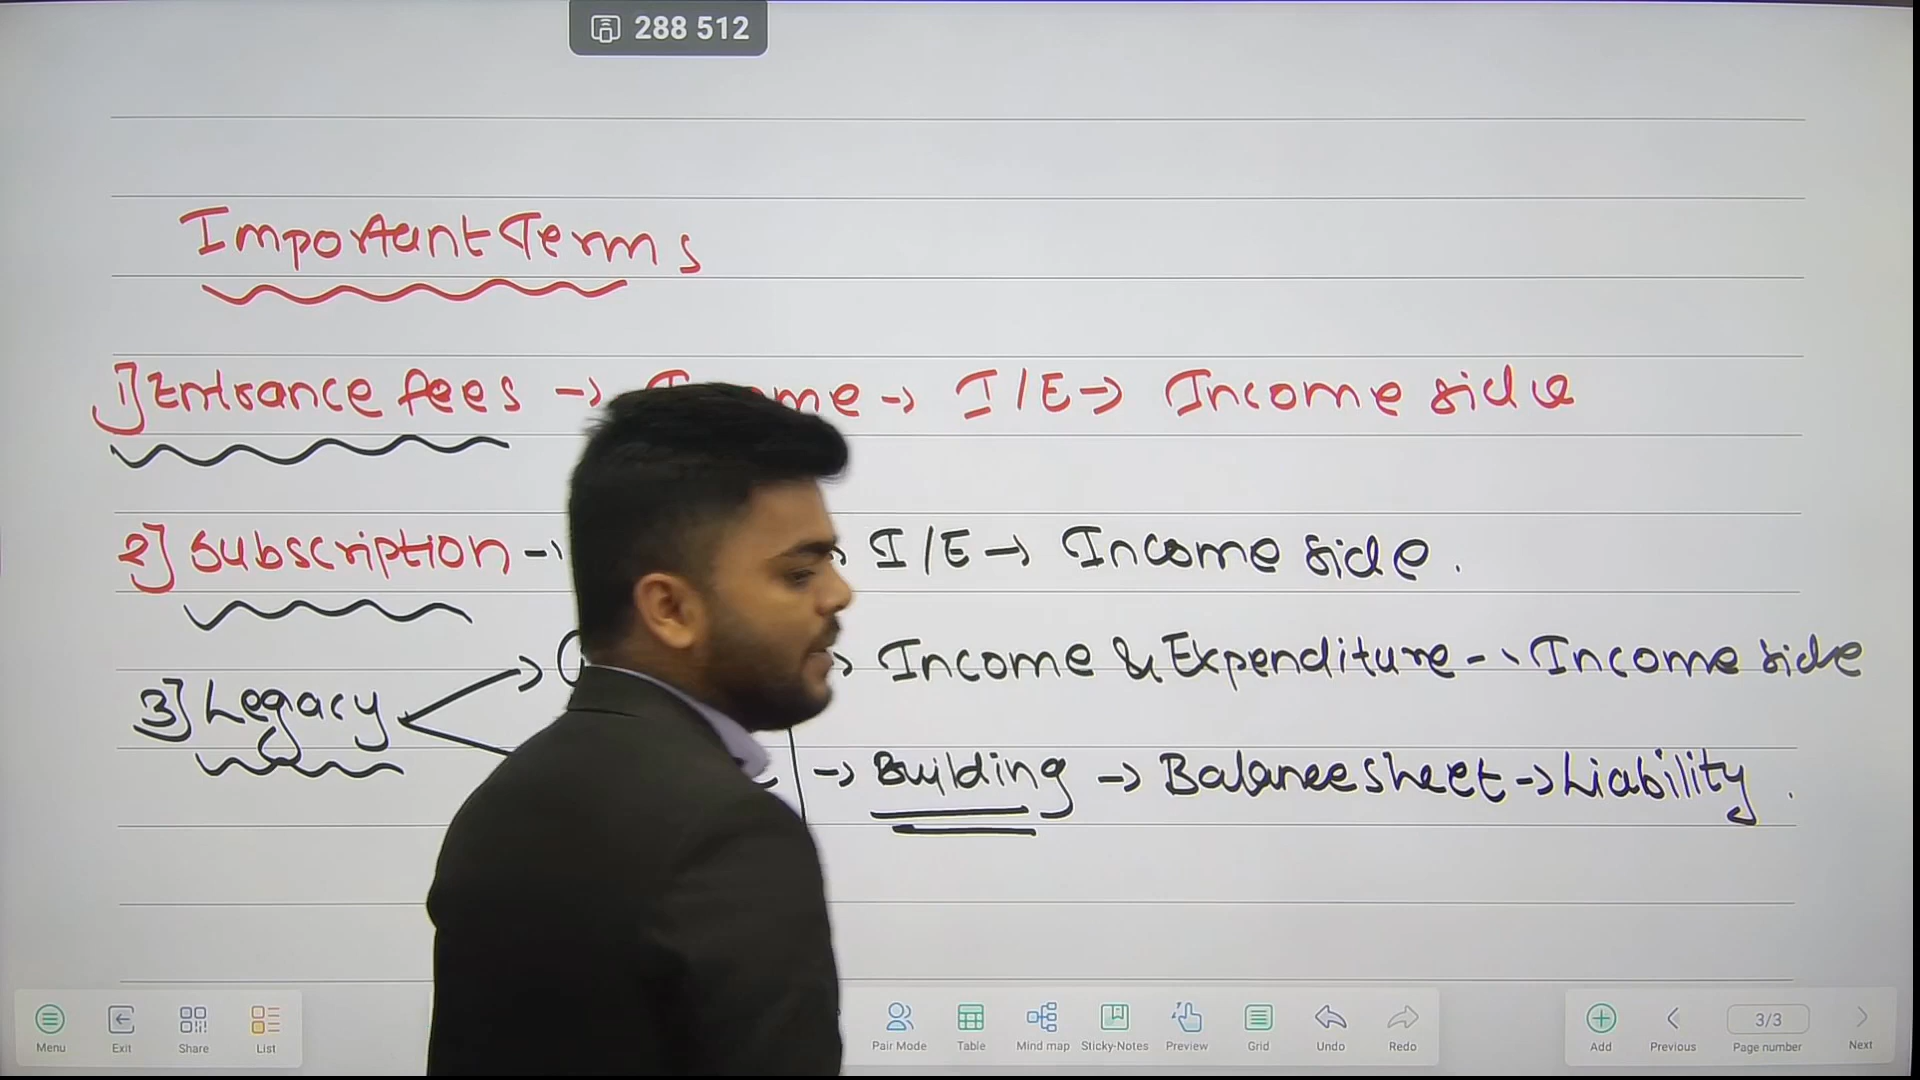 288 512
Important Terms
1] Entrance fees → Income → I/E → Income side
2] Subscription → I/E → Income side.
3] Legacy → Income & Expenditure - Income side
→ Building → Balance sheet → Liability.
Menu Exit Share List Pair Mode Table Mind map Sticky-Notes Preview Grid Undo Redo Add Previous 3/3 Page number Next